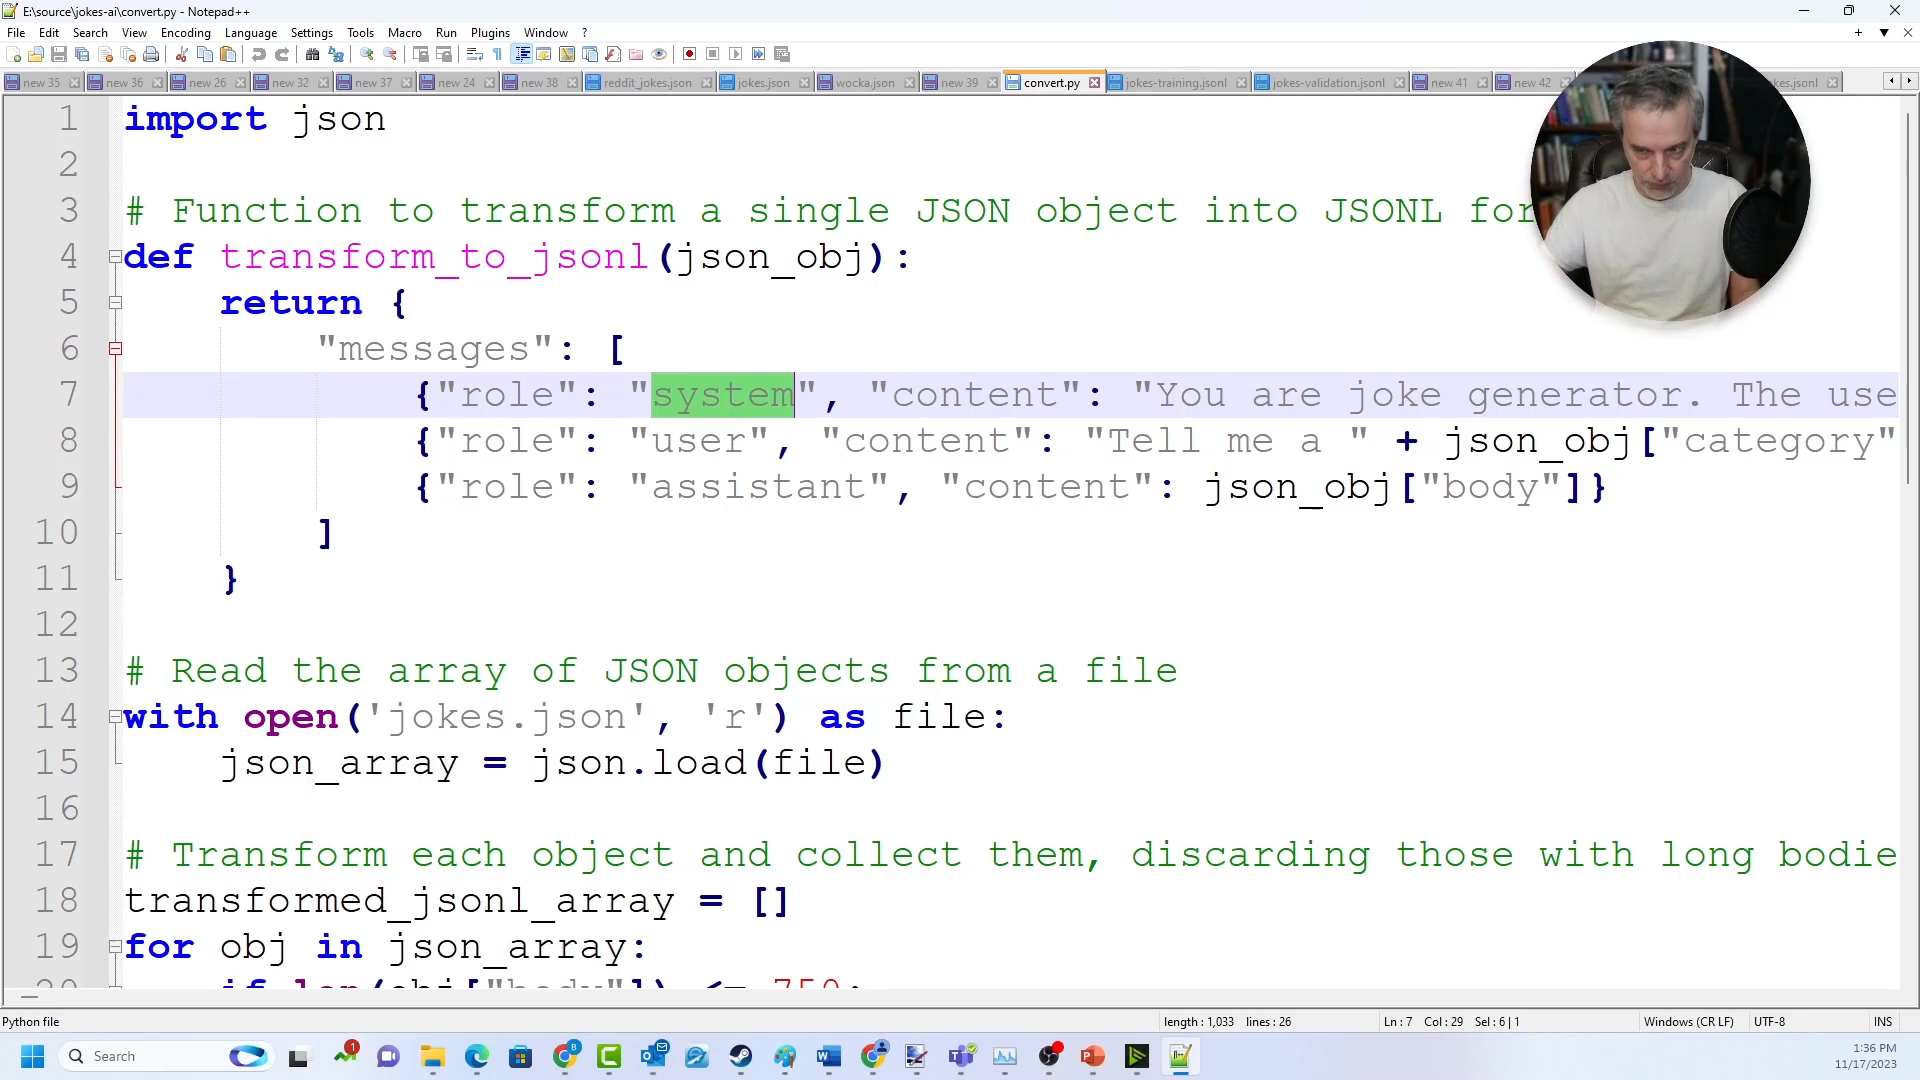 E:\source\jokes-ai\convert.py - Notepad++
File Edit Search View Encoding Language Settings Tools Macro Run Plugins Window ?
new 35 new 36 new 26 new 32 new 37 new 24 new 38 reddit_jokes.json jokes.json wocka.json new 39 convert.py jokes-training.jsonl jokes-validation.jsonl new 41 new 42 kes.jsonl
1 import json
2
3 # Function to transform a single JSON object into JSONL for
4 def transform_to_jsonl(json_obj):
5 return {
6 "messages": [
7 {"role": "system", "content": "You are joke generator. The use
8 {"role": "user", "content": "Tell me a " + json_obj["category"
9 {"role": "assistant", "content": json_obj["body"]}
10 ]
11 }
12
13 # Read the array of JSON objects from a file
14 with open('jokes.json', 'r') as file:
15 json_array = json.load(file)
16
17 # Transform each object and collect them, discarding those with long bodie
18 transformed_jsonl_array = []
19 for obj in json_array:
20 if len(obj["body"]) <= 750:
Python file length : 1,033 lines : 26 Ln : 7 Col : 29 Sel : 6 | 1 Windows (CR LF) UTF-8 INS
Search
1:36 PM
11/17/2023